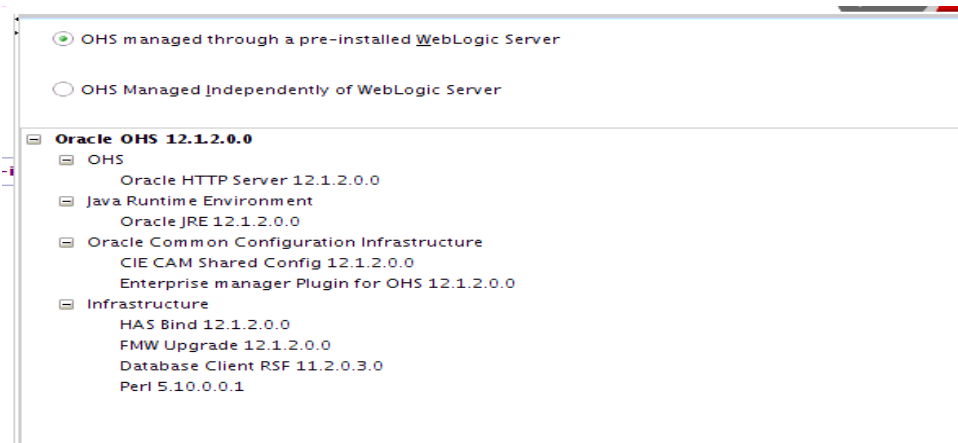 OHS managed through a pre-installed WebLogic Server
OHS Managed Independently of WebLogic Server
Oracle OHS 12.1.2.0.0
OHS
Oracle HTTP Server 12.1.2.0.0
-i
Java Runtime Environment
Oracle JRE 12.1.2.0.0
Oracle Common Configuration Infrastructure
CIE CAM Shared Config 12.1.2.0.0
Enterprise manager Plugin for OHS 12.1.2.0.0
Infrastructure
HAS Bind 12.1.2.0.0
FMW Upgrade 12.1.2.0.0
Database Client RSF 11.2.0.3.0
Perl 5.10.0.0.1